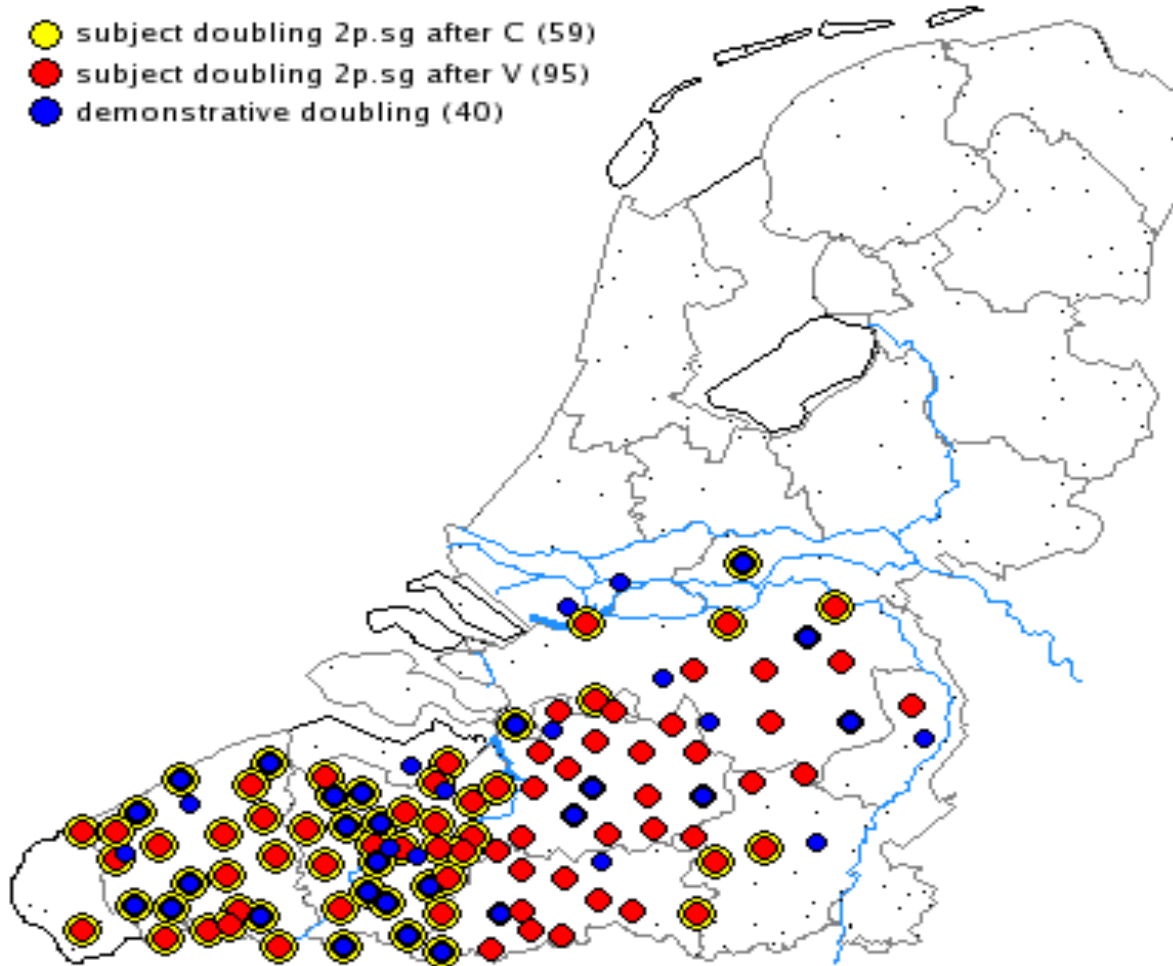 subject doubling 2p.sg after C (59)
subject doubling 2p.sg after V (95)
demonstrative doubling (40)